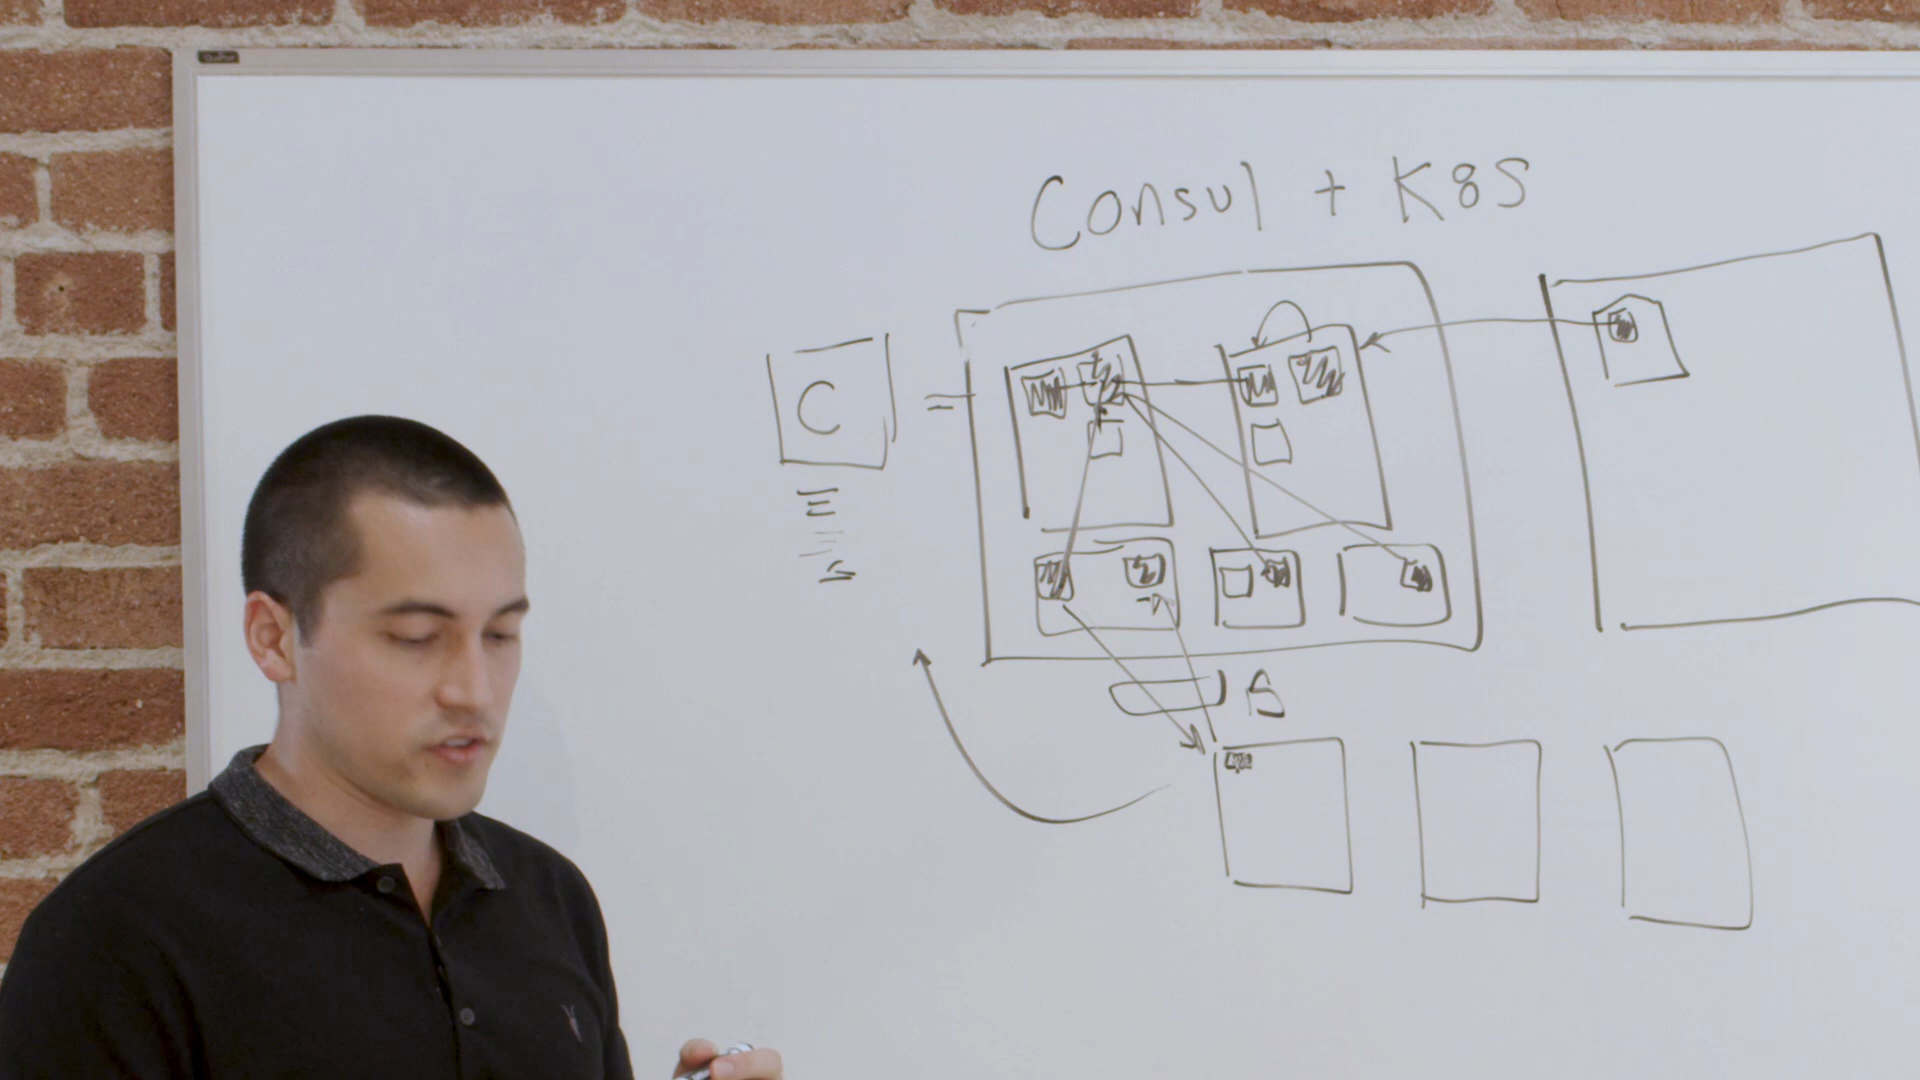 Consul + K8S
C =